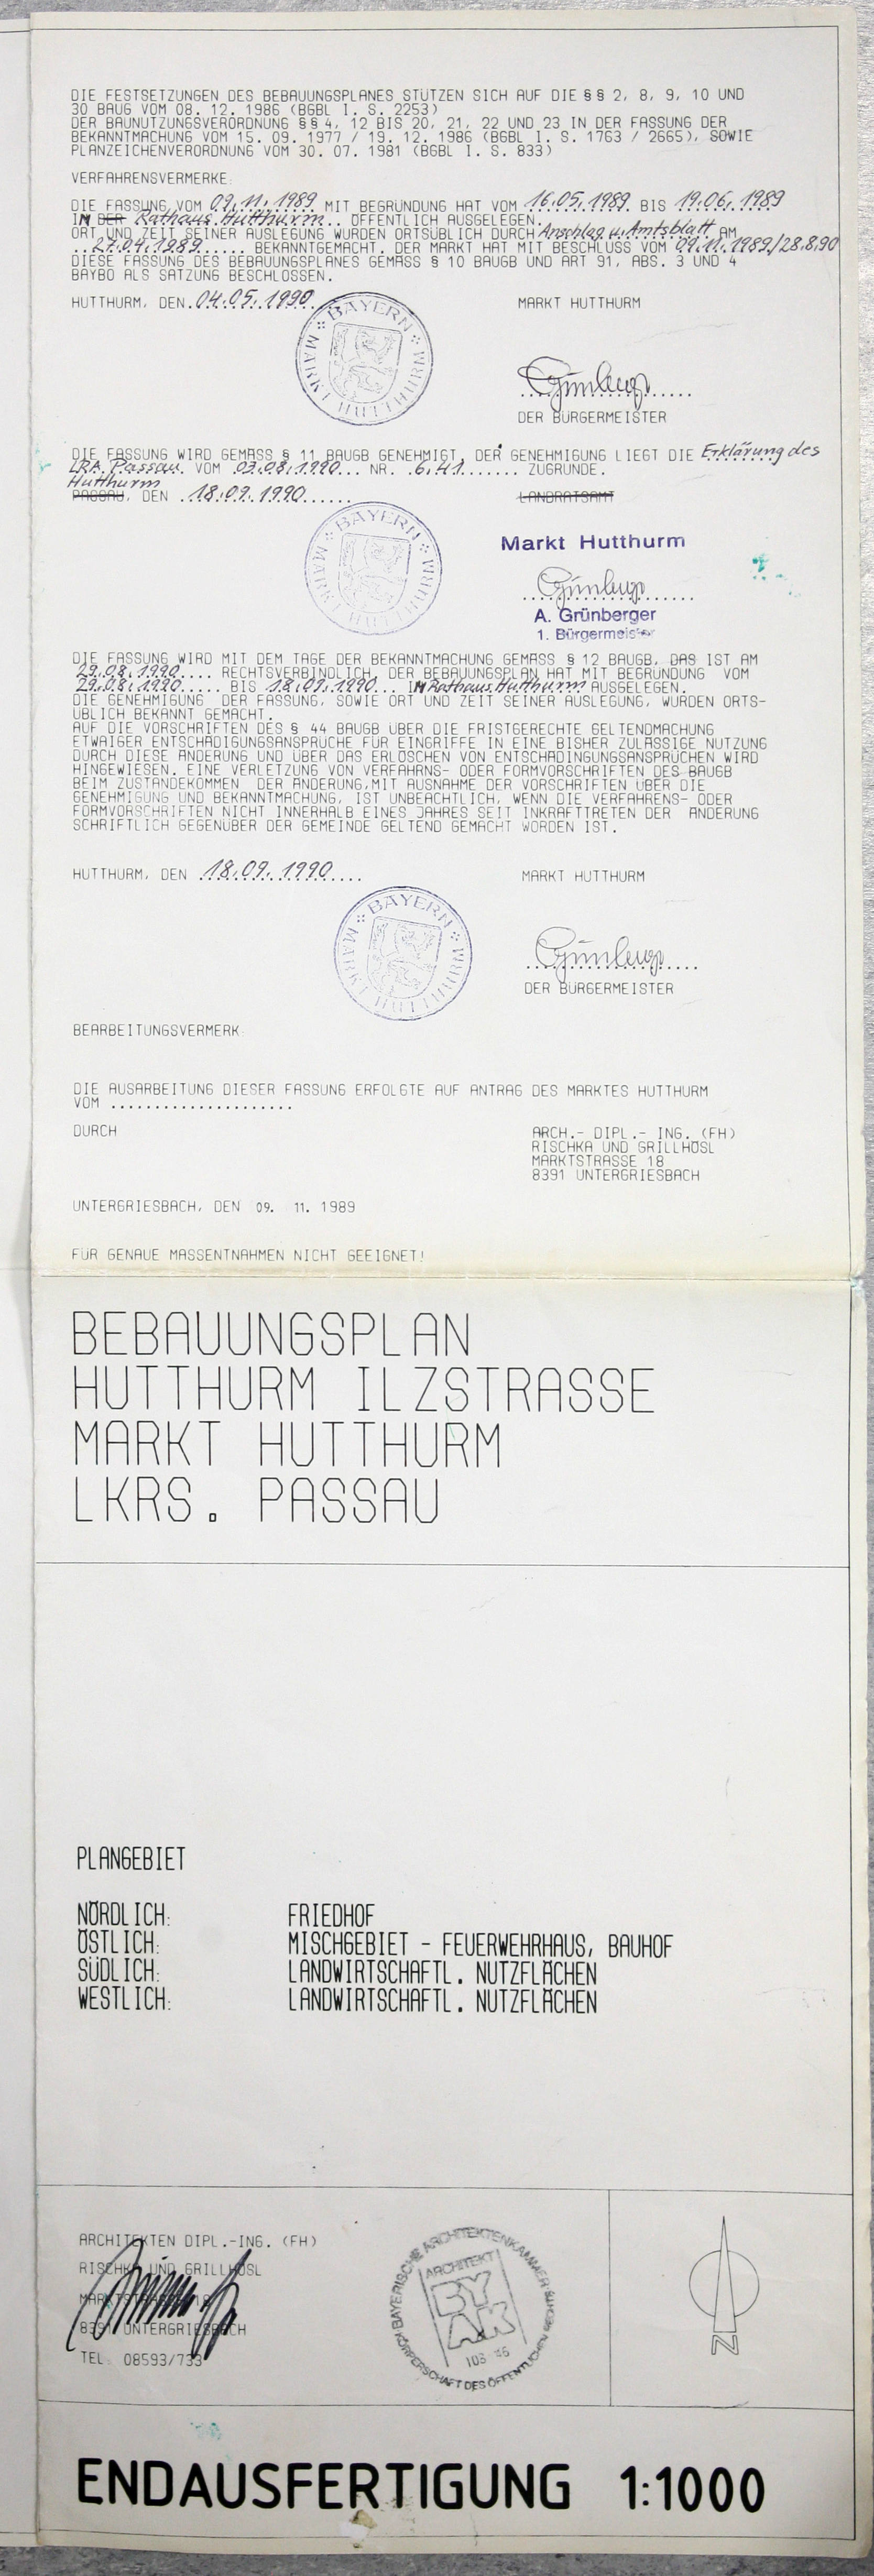 DIE FESTSETZUNGEN DES BEBAUUNGSPLANES STÜTZEN SICH AUF DIE §§ 2, 8, 9, 10 UND
30 BAUG VOM 08. 12. 1986 (BGBL I. S. 2253)
DER BAUNUTZUNGSVERORDNUNG §§ 4, 12 BIS 20, 21, 22 UND 23 IN DER FASSUNG DER
BEKANNTMACHUNG VOM 15. 09. 1977 / 19. 12. 1986 (BGBL I. S. 1763 / 2665), SOWIE
PLANZEICHENVERORDNUNG VOM 30. 07. 1981 (BGBL I. S. 833)
VERFAHRENSVERMERKE:
DIE FASSUNG VOM 09.11.1989 MIT BEGRÜNDUNG HAT VOM 16.05.1989 BIS 19.06.1989
IM DER Rathaus Hutthurm.. ÖFFENTLICH AUSGELEGEN.
ORT UND ZEIT SEINER AUSLEGUNG WURDEN ORTSÜBLICH DURCH Anschlag u. Amtsblatt AM
..27.04.1989...... BEKANNTGEMACHT. DER MARKT HAT MIT BESCHLUSS VOM 09.11.1989/28.8.90
DIESE FASSUNG DES BEBAUUNGSPLANES GEMÄSS § 10 BAUGB UND ART 91, ABS. 3 UND 4
BAYBO ALS SATZUNG BESCHLOSSEN.
HUTTHURM, DEN.04.05.1990
MARKT HUTTHURM
BAYERN
MARKT HUTTHURM
DER BÜRGERMEISTER
DIE FASSUNG WIRD GEMÄSS § 11 BAUGB GENEHMIGT, DER GENEHMIGUNG LIEGT DIE Erklärung des
LRA Passau. VOM .03.08.1990... NR. .6.41....... ZUGRUNDE.
Hutthurm
PASSAU, DEN ..18.09.1990......
LANDRATSAMT
BAYERN
MARKT HUTTHURM
Markt Hutthurm
A. Grünberger
1. Bürgermeister
DIE FASSUNG WIRD MIT DEM TAGE DER BEKANNTMACHUNG GEMÄSS § 12 BAUGB, DAS IST AM
29.08.1990.... RECHTSVERBINDLICH. DER BEBAUUNGSPLAN HAT MIT BEGRÜNDUNG VOM
29.08.1990..... BIS .18.09.1990... IM Rathaus Hutthurm AUSGELEGEN.
DIE GENEHMIGUNG DER FASSUNG, SOWIE ORT UND ZEIT SEINER AUSLEGUNG, WURDEN ORTS-
ÜBLICH BEKANNT GEMACHT.
AUF DIE VORSCHRIFTEN DES § 44 BAUGB ÜBER DIE FRISTGERECHTE GELTENDMACHUNG
ETWAIGER ENTSCHÄDIGUNGSANSPRÜCHE FÜR EINGRIFFE IN EINE BISHER ZULÄSSIGE NUTZUNG
DURCH DIESE ÄNDERUNG UND ÜBER DAS ERLÖSCHEN VON ENTSCHÄDINGUNGSANSPRÜCHEN WIRD
HINGEWIESEN. EINE VERLETZUNG VON VERFAHRNS- ODER FORMVORSCHRIFTEN DES BAUGB
BEIM ZUSTANDEKOMMEN DER ÄNDERUNG, MIT AUSNAHME DER VORSCHRIFTEN ÜBER DIE
GENEHMIGUNG UND BEKANNTMACHUNG, IST UNBEACHTLICH, WENN DIE VERFAHRENS- ODER
FORMVORSCHRIFTEN NICHT INNERHALB EINES JAHRES SEIT INKRAFTTRETEN DER ÄNDERUNG
SCHRIFTLICH GEGENÜBER DER GEMEINDE GELTEND GEMACHT WORDEN IST.
HUTTHURM, DEN .18.09.1990....
MARKT HUTTHURM
BAYERN
MARKT HUTTHURM
DER BÜRGERMEISTER
BEARBEITUNGSVERMERK:
DIE AUSARBEITUNG DIESER FASSUNG ERFOLGTE AUF ANTRAG DES MARKTES HUTTHURM
VOM ......................
DURCH
ARCH.- DIPL.- ING. (FH)
RISCHKA UND GRILLHÖSL
MARKTSTRASSE 18
8391 UNTERGRIESBACH
UNTERGRIESBACH, DEN 09. 11. 1989
FÜR GENAUE MASSENTNAHMEN NICHT GEEIGNET!
BEBAUUNGSPLAN
HUTTHURM ILZSTRASSE
MARKT HUTTHURM
LKRS. PASSAU
PLANGEBIET
NÖRDLICH: FRIEDHOF
ÖSTLICH: MISCHGEBIET - FEUERWEHRHAUS, BAUHOF
SÜDLICH: LANDWIRTSCHAFTL. NUTZFLÄCHEN
WESTLICH: LANDWIRTSCHAFTL. NUTZFLÄCHEN
ARCHITEKTEN DIPL.-ING. (FH)
RISCHKA UND GRILLHÖSL
MARKTSTRASSE 18
8391 UNTERGRIESBACH
TEL. 08593/733
BAYERISCHE ARCHITEKTENKAMMER
KÖRPERSCHAFT DES ÖFFENTLICHEN RECHTS
ARCHITEKT
BY
AK
N
ENDAUSFERTIGUNG 1:1000